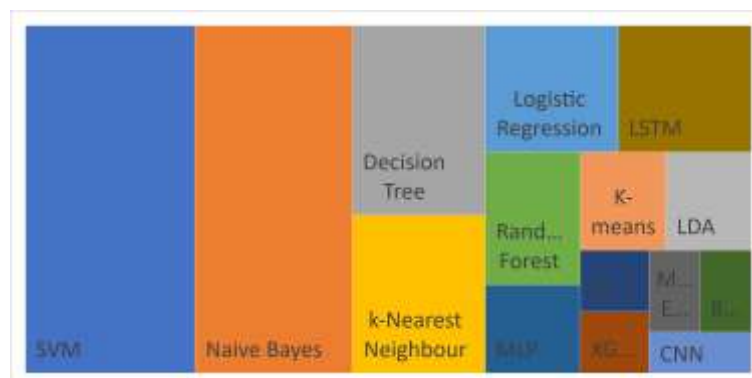 Logistic
Regression
LSTM
Decision
Tree
K-
means
LDA
Rand...
Forest
M...
E...
B...
k-Nearest
Neighbour
SVM
Naive Bayes
MLP
XG...
CNN